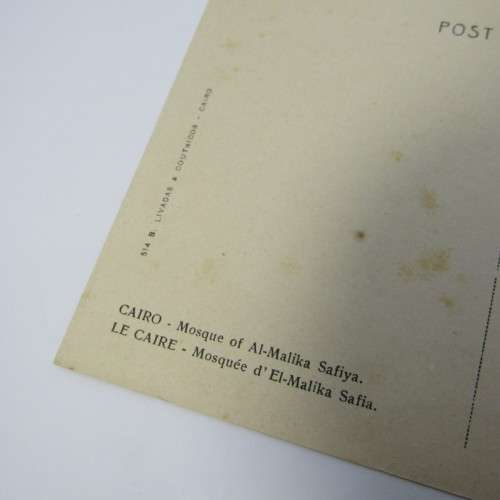 POST
514 B. LIVADAS & COUTSICOS - CAIRO
CAIRO - Mosque of Al-Malika Safiya.
LE CAIRE - Mosquée d'El-Malika Safia.